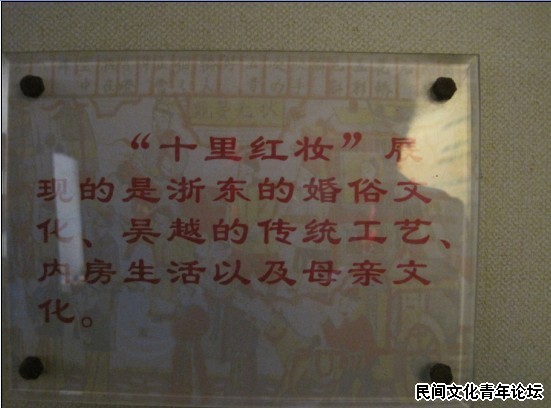 “十里红妆”展
现的是浙东的婚俗文
化、吴越的传统工艺、
内房生活以及母亲文
化。
民间文化青年论坛